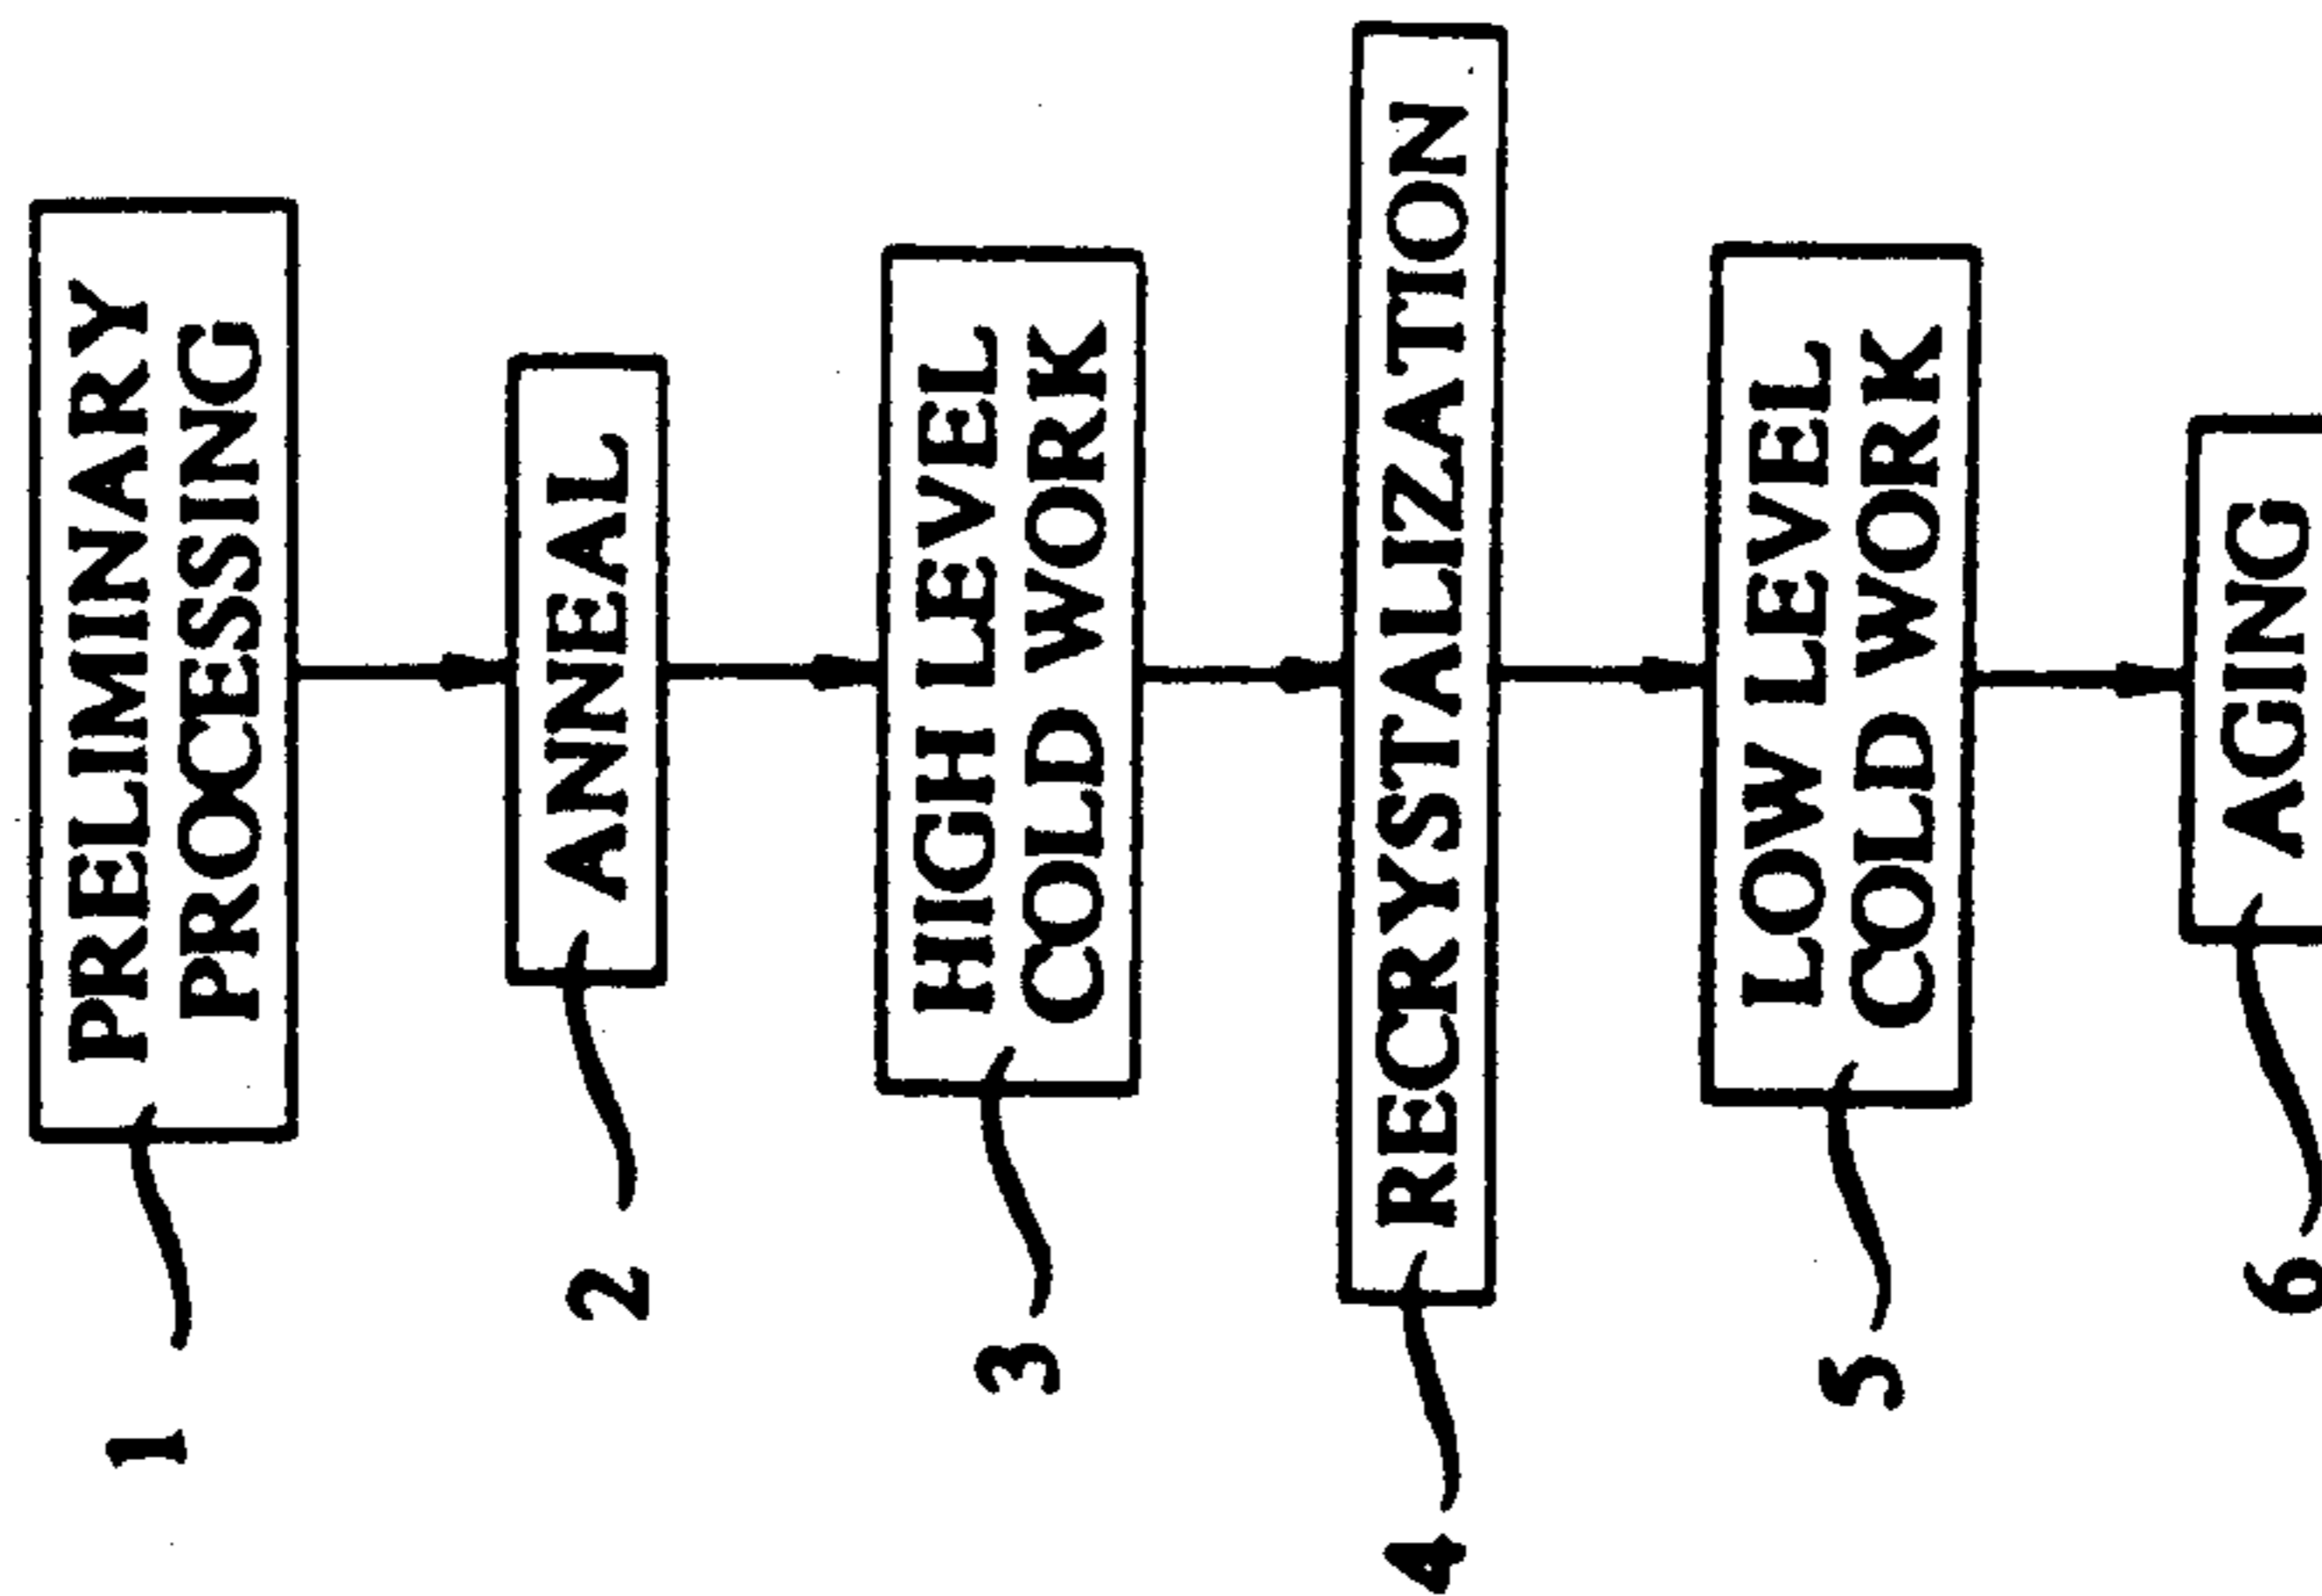 1
PRELIMINARY
PROCESSING
2
ANNEAL
3
HIGH LEVEL
COLD WORK
4
RECRYSTALIZATION
5
LOW LEVEL
COLD WORK
6
AGING